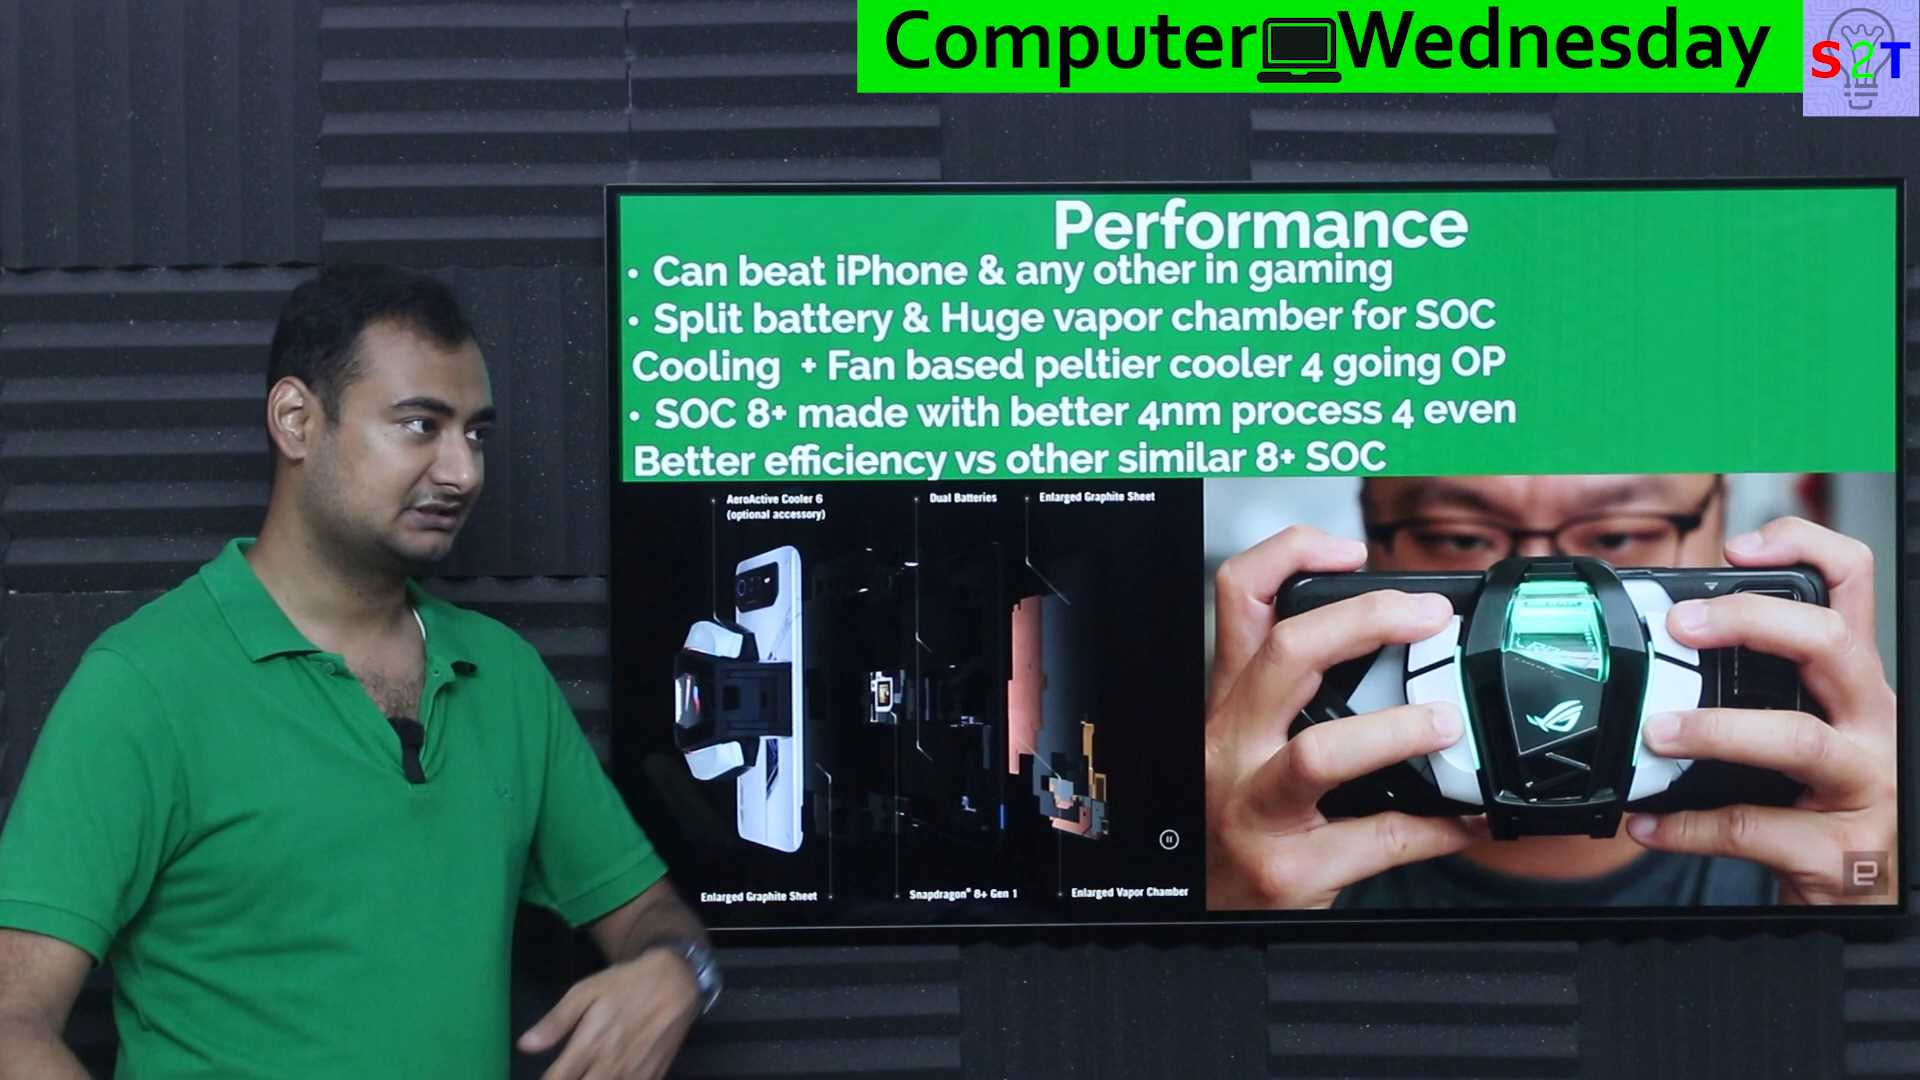 Computer Wednesday
S2T
Performance
• Can beat iPhone & any other in gaming
• Split battery & Huge vapor chamber for SOC
Cooling + Fan based peltier cooler 4 going OP
• SOC 8+ made with better 4nm process 4 even
Better efficiency vs other similar 8+ SOC
AeroActive Cooler 6
(optional accessory)
Dual Batteries
Enlarged Graphite Sheet
Enlarged Graphite Sheet
Snapdragon® 8+ Gen 1
Enlarged Vapor Chamber
e